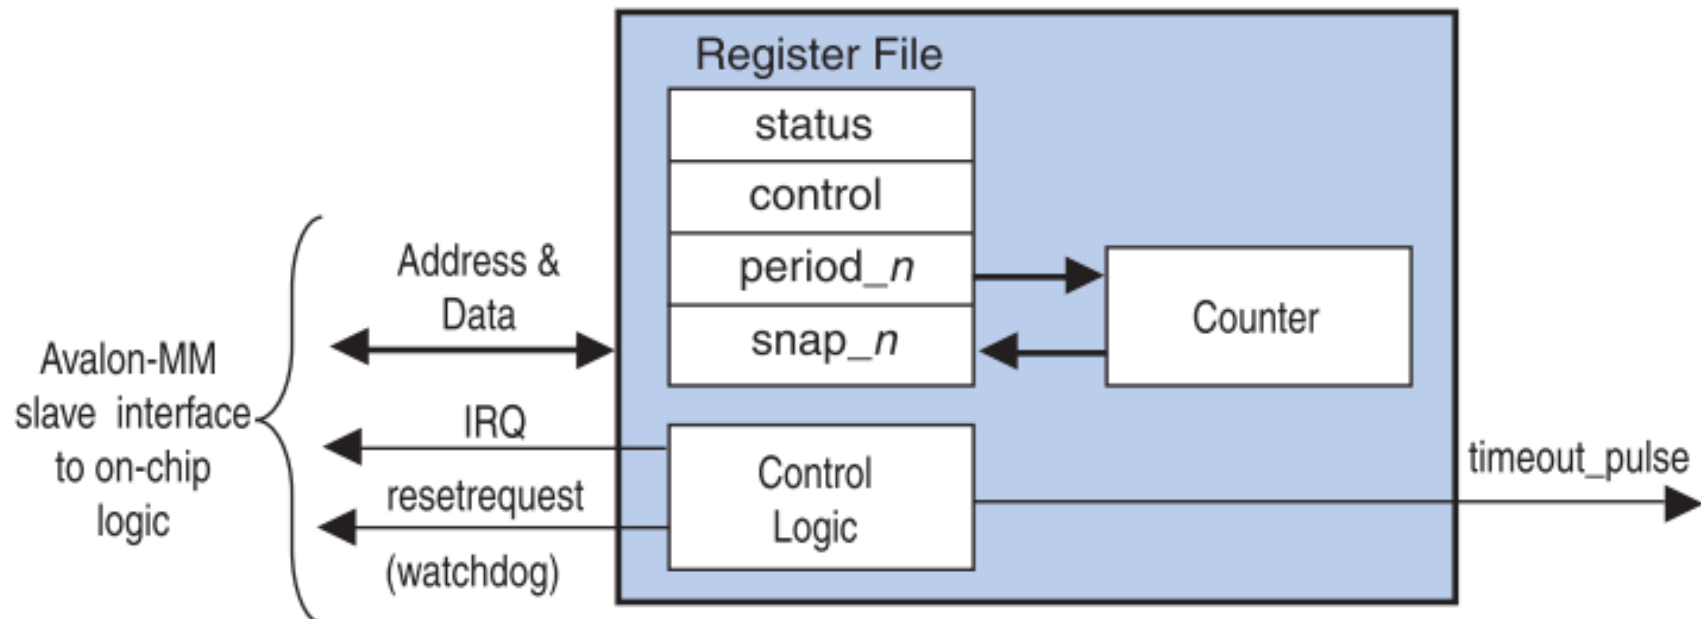 Register File
status
control
period_n
snap_n
Counter
Address &
Data
Avalon-MM
slave interface
to on-chip
logic
IRQ
resetrequest
(watchdog)
Control
Logic
timeout_pulse